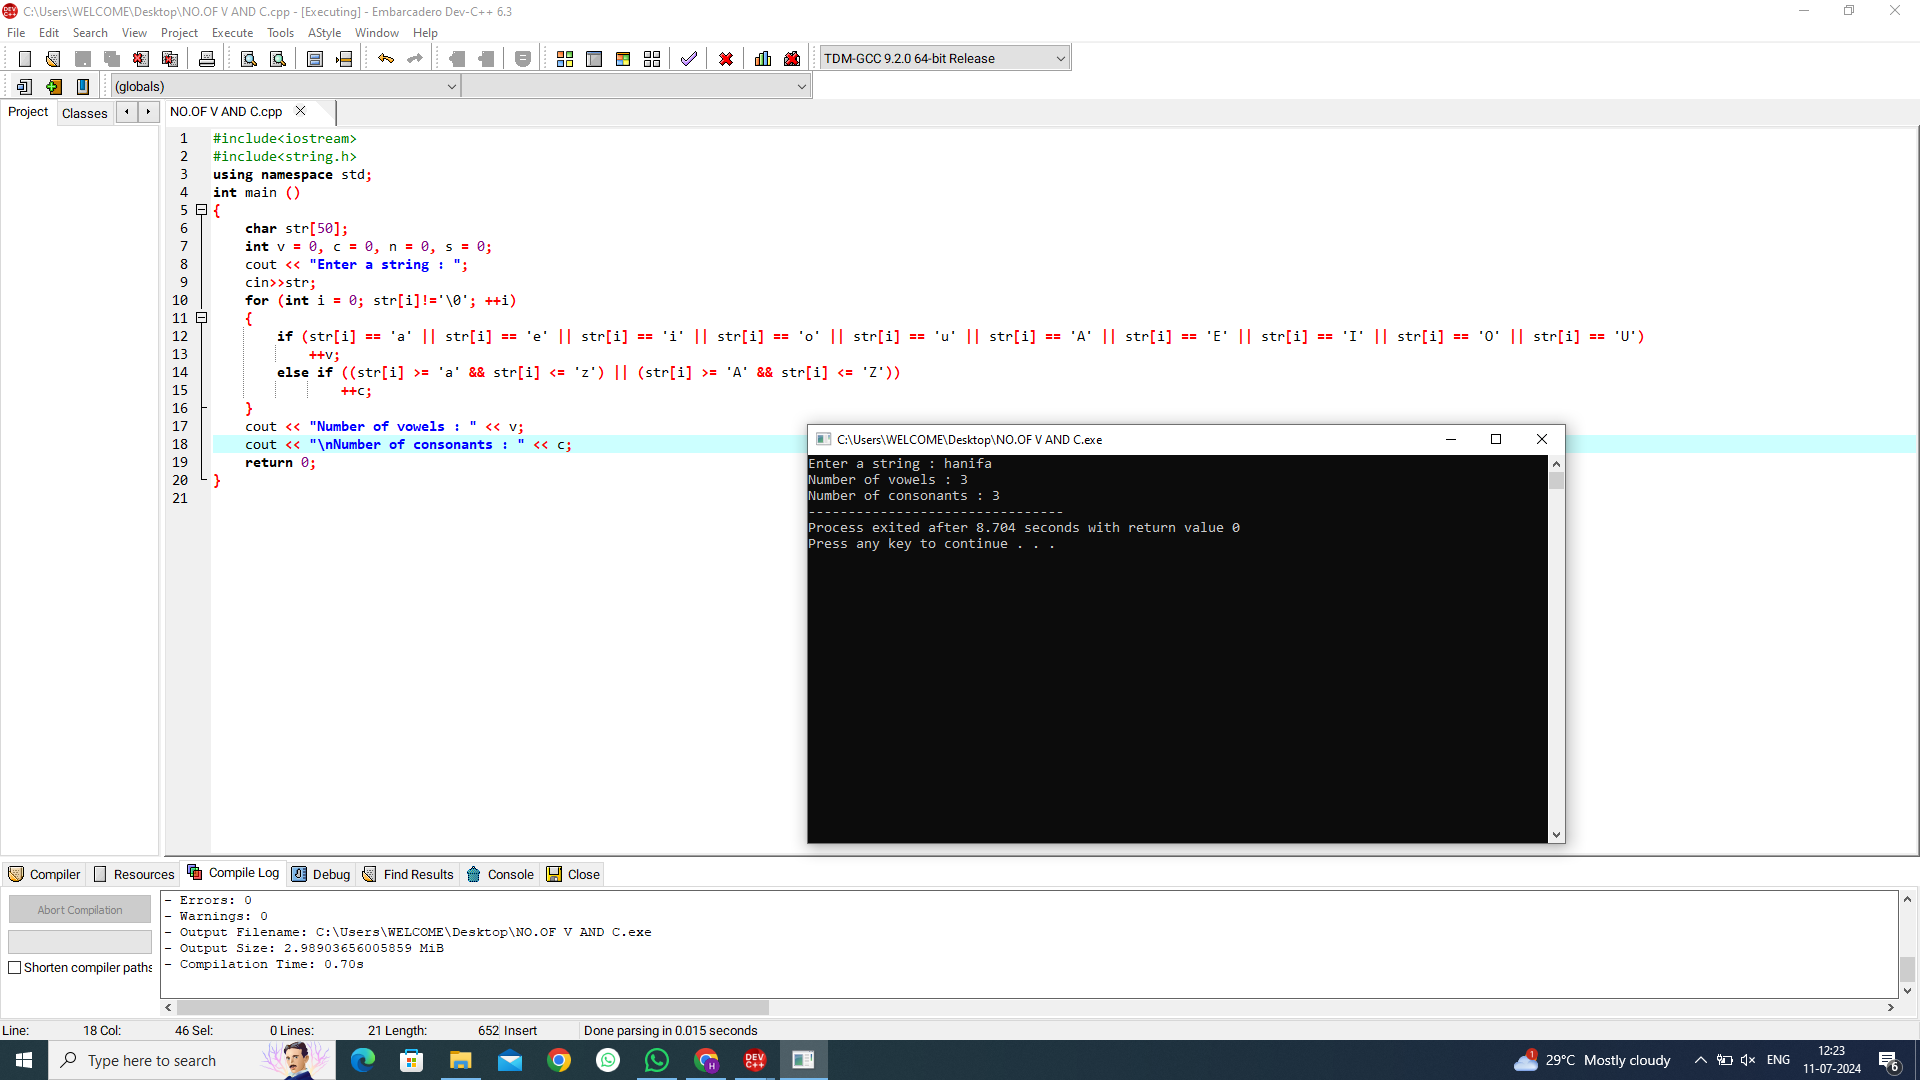 C:\Users\WELCOME\Desktop\NO.OF V AND C.cpp - [Executing] - Embarcadero Dev-C++ 6.3
File Edit Search View Project Execute Tools AStyle Window Help
TDM-GCC 9.2.0 64-bit Release
(globals)
Project Classes NO.OF V AND C.cpp
1 #include<iostream>
2 #include<string.h>
3 using namespace std;
4 int main ()
5 {
6 char str[50];
7 int v = 0, c = 0, n = 0, s = 0;
8 cout << "Enter a string : ";
9 cin>>str;
10 for (int i = 0; str[i]!='\0'; ++i)
11 {
12 if (str[i] == 'a' || str[i] == 'e' || str[i] == 'i' || str[i] == 'o' || str[i] == 'u' || str[i] == 'A' || str[i] == 'E' || str[i] == 'I' || str[i] == 'O' || str[i] == 'U')
13 ++v;
14 else if ((str[i] >= 'a' && str[i] <= 'z') || (str[i] >= 'A' && str[i] <= 'Z'))
15 ++c;
16 }
17 cout << "Number of vowels : " << v;
18 cout << "\nNumber of consonants : " << c;
19 return 0;
20 }
21
C:\Users\WELCOME\Desktop\NO.OF V AND C.exe
Enter a string : hanifa
Number of vowels : 3
Number of consonants : 3
--------------------------------
Process exited after 8.704 seconds with return value 0
Press any key to continue . . .
Compiler Resources Compile Log Debug Find Results Console Close
Abort Compilation
Shorten compiler paths
- Errors: 0
- Warnings: 0
- Output Filename: C:\Users\WELCOME\Desktop\NO.OF V AND C.exe
- Output Size: 2.98903656005859 MiB
- Compilation Time: 0.70s
Line: 18 Col: 46 Sel: 0 Lines: 21 Length: 652 Insert Done parsing in 0.015 seconds
Type here to search
DEV C++
1
29°C Mostly cloudy
ENG
12:23
11-07-2024
6